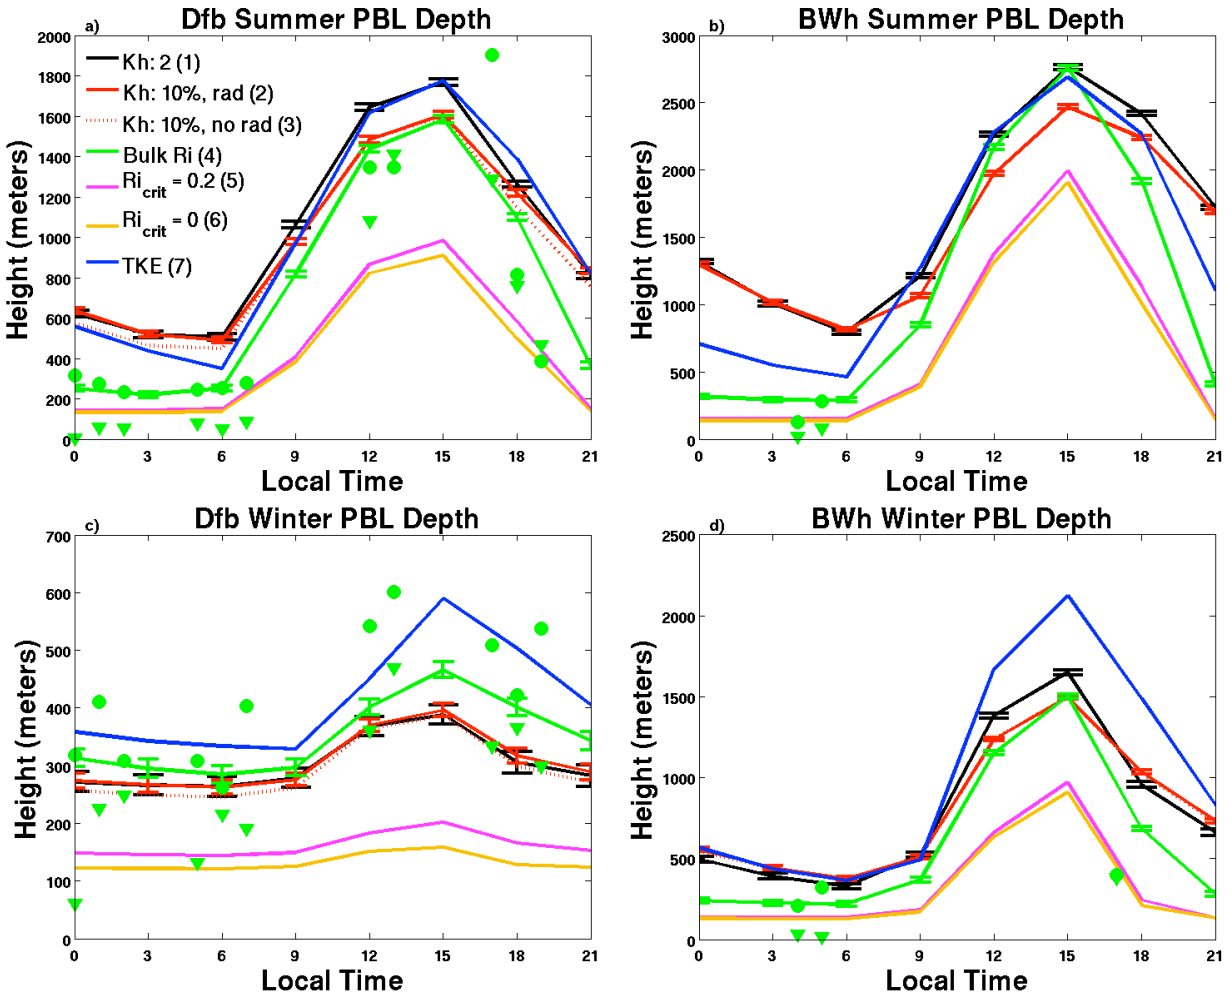 a)
Dfb Summer PBL Depth
2000
1800
1600
1400
1200
1000
800
600
400
200
0
Height (meters)
Kh: 2 (1)
Kh: 10%, rad (2)
Kh: 10%, no rad (3)
Bulk Ri (4)
Ricrit = 0.2 (5)
Ricrit = 0 (6)
TKE (7)
0 3 6 9 12 15 18 21
Local Time
b)
BWh Summer PBL Depth
3000
2500
2000
1500
1000
500
0
Height (meters)
0 3 6 9 12 15 18 21
Local Time
c)
Dfb Winter PBL Depth
700
600
500
400
300
200
100
0
Height (meters)
0 3 6 9 12 15 18 21
Local Time
d)
BWh Winter PBL Depth
2500
2000
1500
1000
500
0
Height (meters)
0 3 6 9 12 15 18 21
Local Time